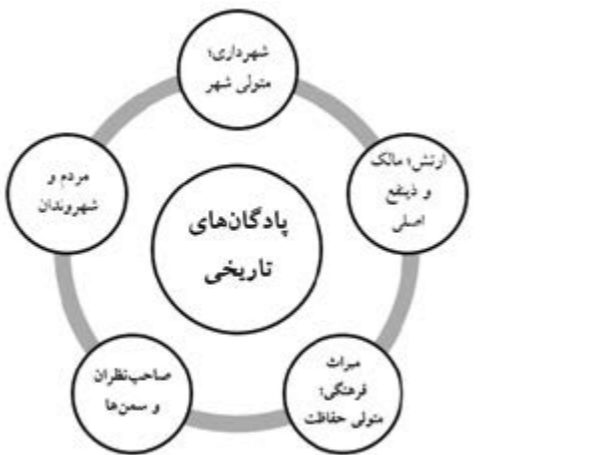 شهرداری؛
متولی شهر
ارتش؛ مالک
و ذینفع
اصلی
میراث
فرهنگی؛
متولی حفاظت
صاحب‌نظران
و سمن‌ها
مردم و
شهروندان
پادگان‌های
تاریخی